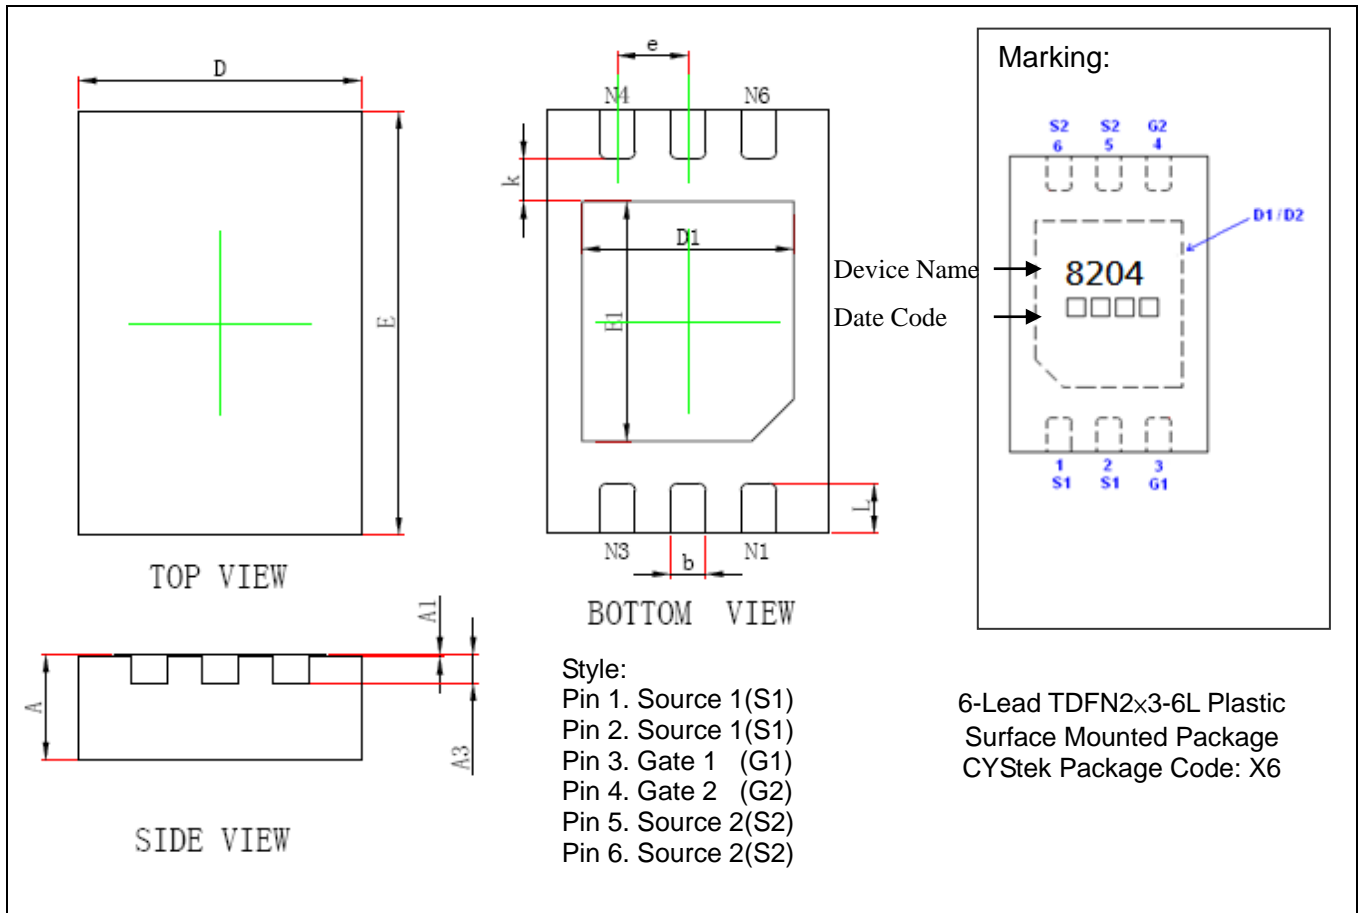 D
E
TOP VIEW
A
A1
A3
SIDE VIEW
e
N4
N6
k
D1
E1
L
N3
b
N1
BOTTOM VIEW
Style:
Pin 1. Source 1(S1)
Pin 2. Source 1(S1)
Pin 3. Gate 1 (G1)
Pin 4. Gate 2 (G2)
Pin 5. Source 2(S2)
Pin 6. Source 2(S2)
Marking:
S2 S2 G2
6 5 4
D1/D2
Device Name
8204
Date Code
□□□□
1 2 3
S1 S1 G1
6-Lead TDFN2×3-6L Plastic
Surface Mounted Package
CYStek Package Code: X6